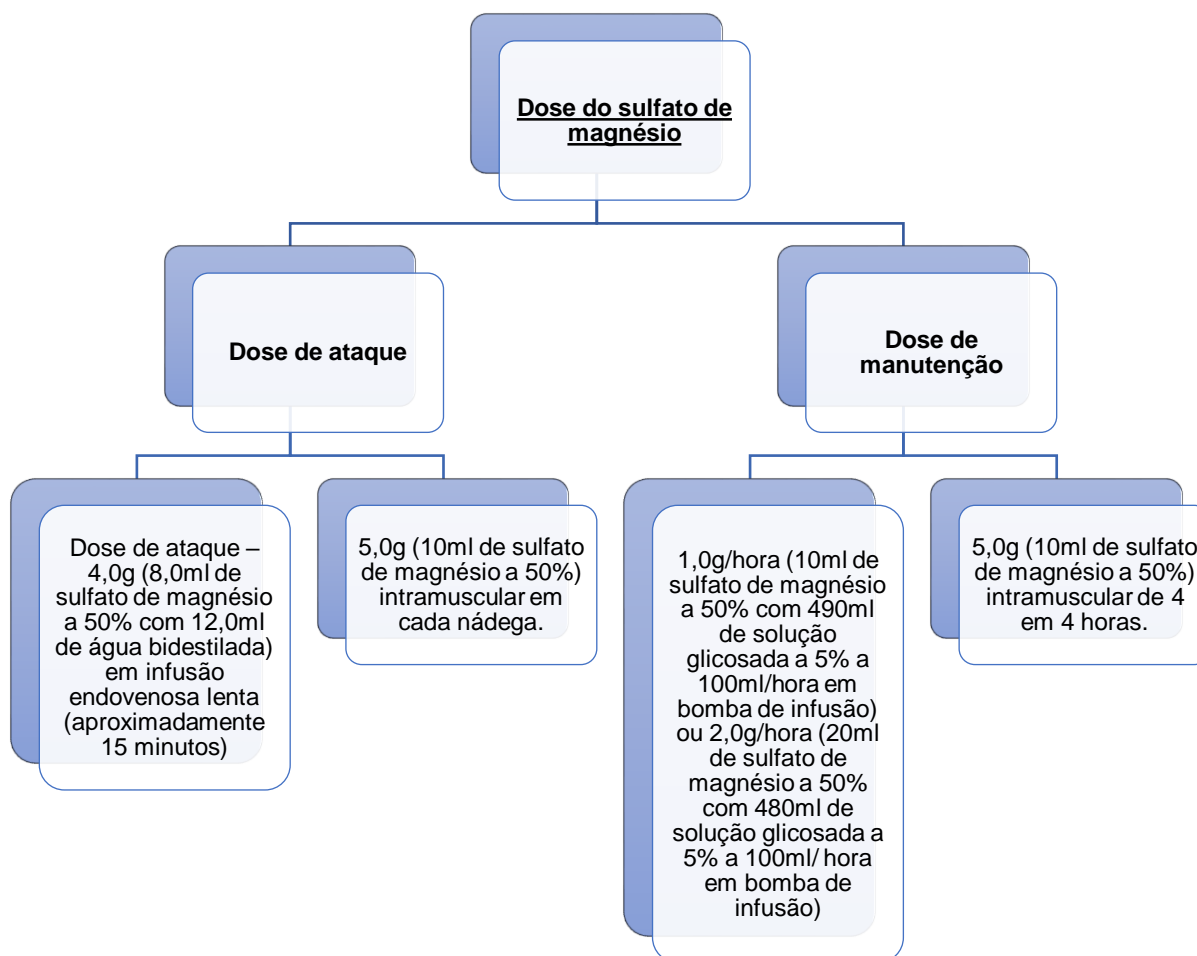 Dose do sulfato de
magnésio
Dose de ataque
Dose de
manutenção
Dose de ataque –
4,0g (8,0ml de
sulfato de magnésio
a 50% com 12,0ml
de água bidestilada)
em infusão
endovenosa lenta
(aproximadamente
15 minutos)
5,0g (10ml de sulfato
de magnésio a 50%)
intramuscular em
cada nádega.
1,0g/hora (10ml de
sulfato de magnésio
a 50% com 490ml
de solução
glicosada a 5% a
100ml/hora em
bomba de infusão)
ou 2,0g/hora (20ml
de sulfato de
magnésio a 50%
com 480ml de
solução glicosada a
5% a 100ml/ hora
em bomba de
infusão)
5,0g (10ml de sulfato
de magnésio a 50%)
intramuscular de 4
em 4 horas.